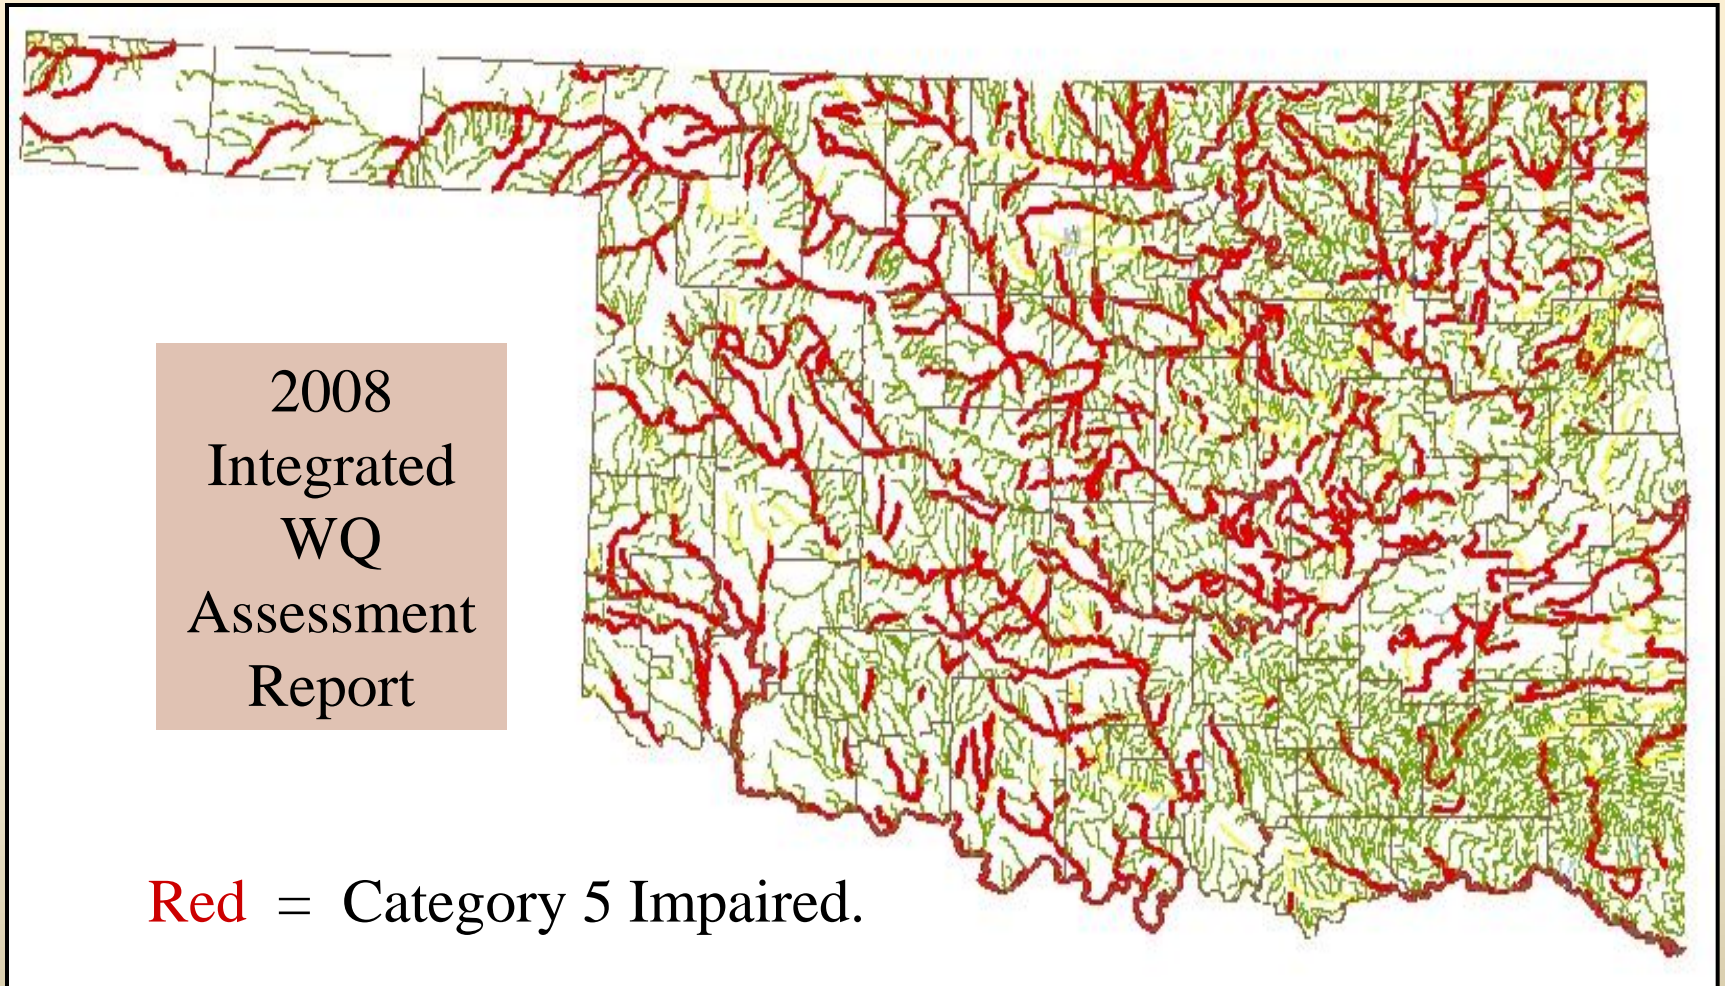 2008
Integrated
WQ
Assessment
Report
Red = Category 5 Impaired.